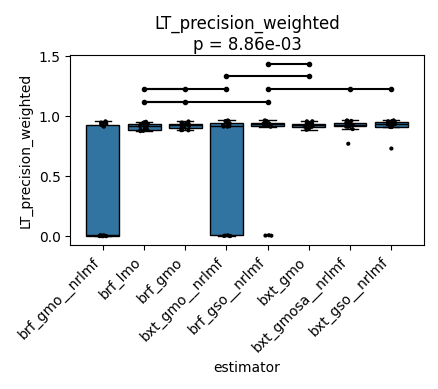 LT_precision_weighted
p = 8.86e-03
LT_precision_weighted
1.5
1.0
0.5
0.0
brf_gmo__nrlmf
brf_lmo
brf_gmo
bxt_gmo__nrlmf
brf_gso__nrlmf
bxt_gmo
bxt_gmosa__nrlmf
bxt_gso__nrlmf
estimator